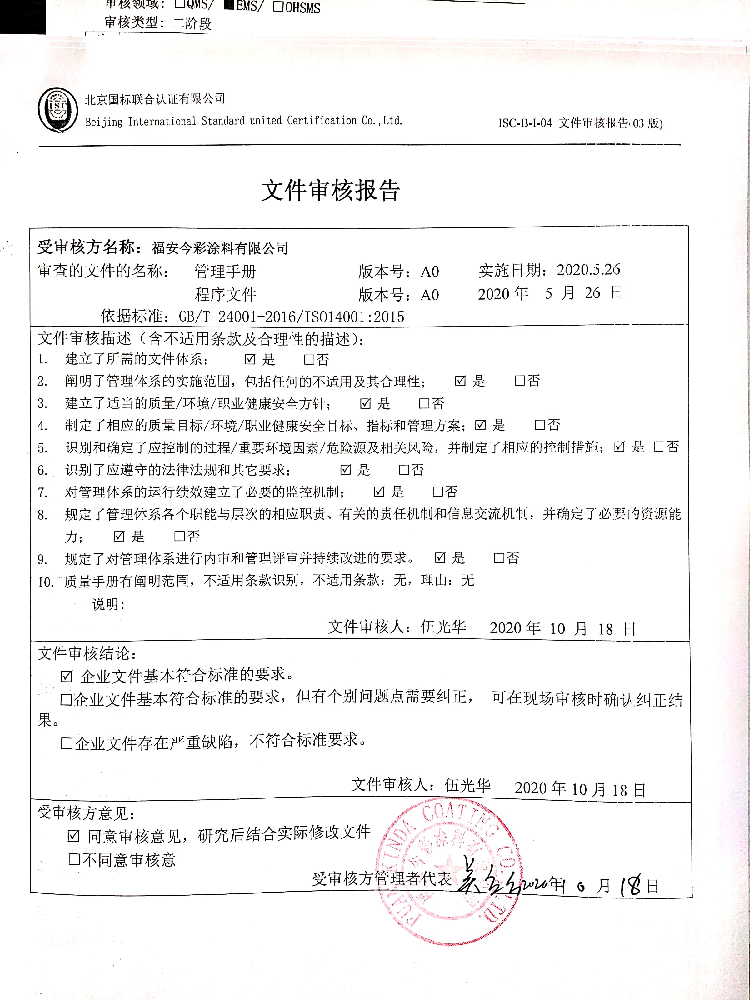 审核领域：□QMS/ ■EMS/ □OHSMS
审核类型：二阶段
ISC
北京国标联合认证有限公司
Beijing International Standard united Certification Co.,Ltd.
ISC-B-I-04 文件审核报告(03版)
文件审核报告
受审核方名称：福安今彩涂料有限公司
审查的文件的名称： 管理手册 版本号：A0 实施日期：2020.5.26
程序文件 版本号：A0 2020年 5 月 26 日
依据标准：GB/T 24001-2016/ISO14001:2015
文件审核描述（含不适用条款及合理性的描述）：
1. 建立了所需的文件体系； ☑ 是 □否
2. 阐明了管理体系的实施范围，包括任何的不适用及其合理性； ☑ 是 □否
3. 建立了适当的质量/环境/职业健康安全方针； ☑ 是 □否
4. 制定了相应的质量目标/环境/职业健康安全目标、指标和管理方案；☑ 是 □否
5. 识别和确定了应控制的过程/重要环境因素/危险源及相关风险，并制定了相应的控制措施；☑ 是 □否
6. 识别了应遵守的法律法规和其它要求； ☑ 是 □否
7. 对管理体系的运行绩效建立了必要的监控机制； ☑ 是 □否
8. 规定了管理体系各个职能与层次的相应职责、有关的责任机制和信息交流机制，并确定了必要的资源能
力； ☑ 是 □否
9. 规定了对管理体系进行内审和管理评审并持续改进的要求。 ☑ 是 □否
10. 质量手册有阐明范围，不适用条款识别，不适用条款：无，理由：无
说明：
文件审核人：伍光华 2020年 10 月 18 日
文件审核结论：
☑ 企业文件基本符合标准的要求。
□企业文件基本符合标准的要求，但有个别问题点需要纠正， 可在现场审核时确认纠正结
果。
□企业文件存在严重缺陷，不符合标准要求。
文件审核人：伍光华 2020年10月18日
受审核方意见：
☑ 同意审核意见，研究后结合实际修改文件
□不同意审核意
受审核方管理者代表 2020年10月18日
FUAN KINDA COATING CO.,LTD.
福安今彩涂料有限公司